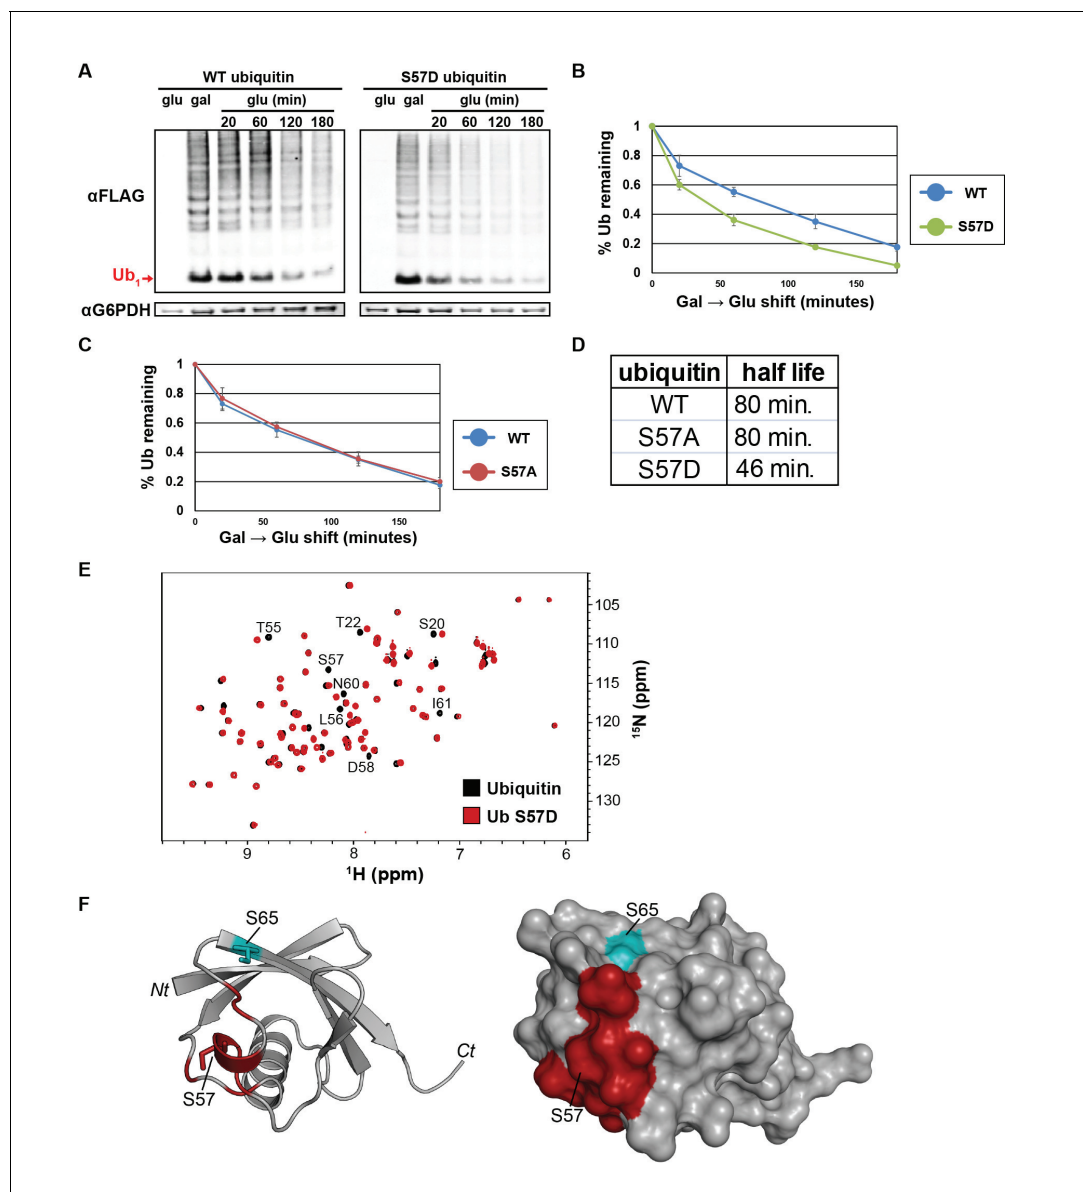 A
WT ubiquitin
S57D ubiquitin
glu gal glu (min)
glu gal glu (min)
20 60 120 180
20 60 120 180
αFLAG
Ub1→
αG6PDH
B
1
0.8
0.6
0.4
0.2
0
% Ub remaining
0 50 100 150
Gal → Glu shift (minutes)
WT
S57D
C
1
0.8
0.6
0.4
0.2
0
% Ub remaining
0 50 100 150
Gal → Glu shift (minutes)
WT
S57A
D
ubiquitin half life
WT 80 min.
S57A 80 min.
S57D 46 min.
E
T55
T22
S20
S57
N60
L56
I61
D58
Ubiquitin
Ub S57D
105
110
115
120
125
130
15N (ppm)
9 8 7 6
1H (ppm)
F
S65
Nt
S57
Ct
S65
S57